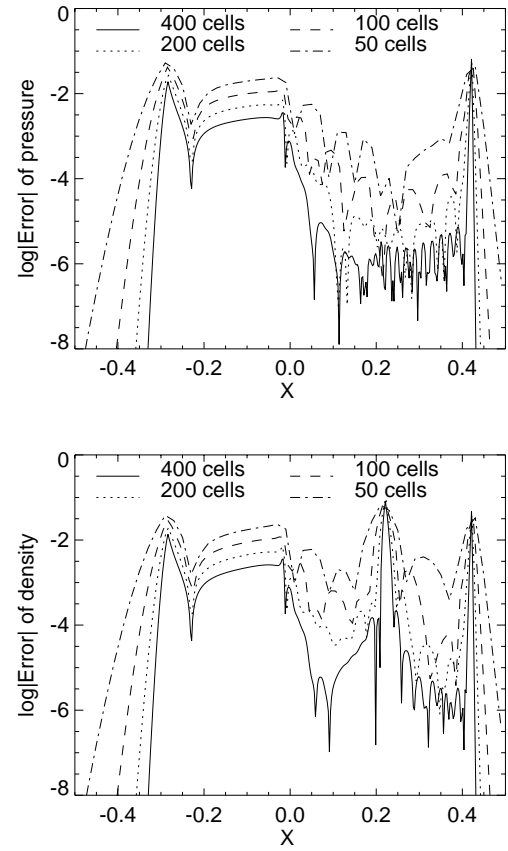 0
400 cells 100 cells
200 cells 50 cells
-2
log|Error| of pressure
-4
-6
-8
-0.4 -0.2 0.0 0.2 0.4
X
0
400 cells 100 cells
200 cells 50 cells
-2
log|Error| of density
-4
-6
-8
-0.4 -0.2 0.0 0.2 0.4
X